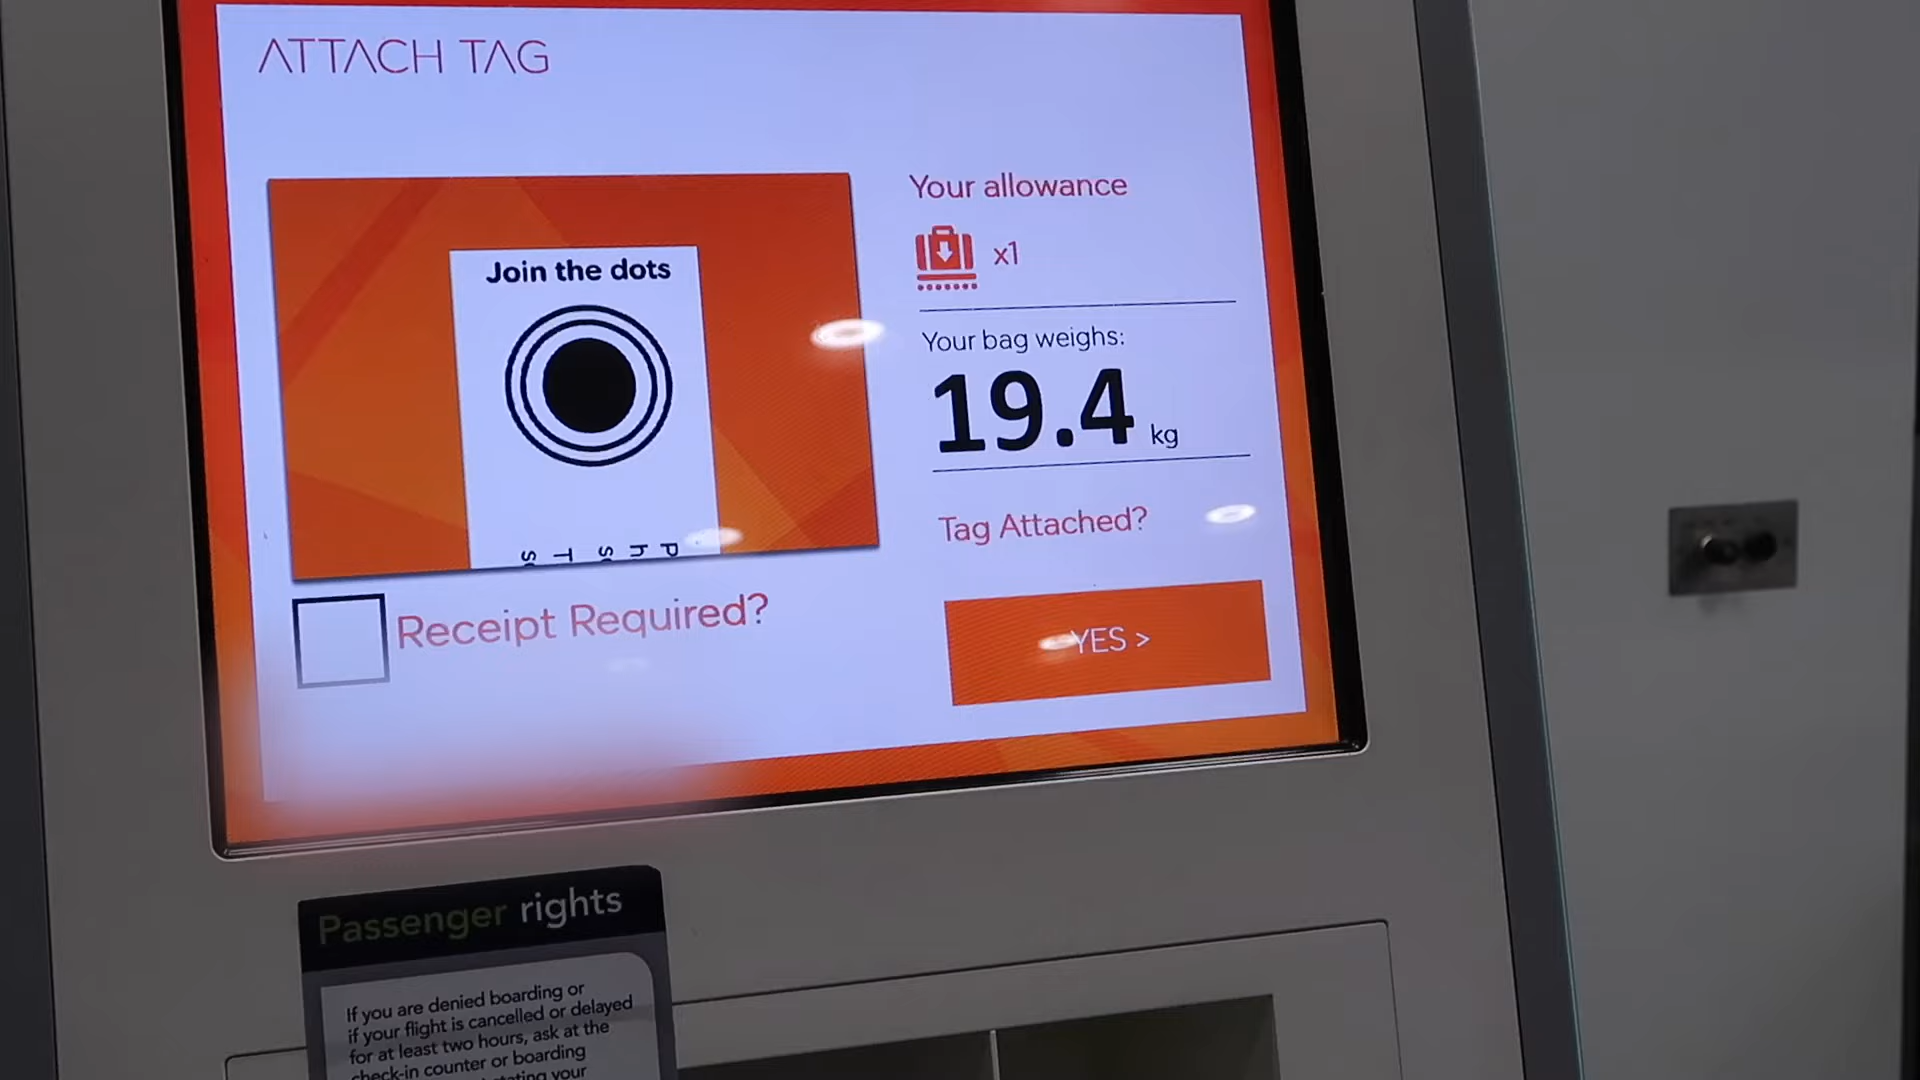 ATTACH TAG
Join the dots
Your allowance
x1
Your bag weighs:
19.4 kg
Tag Attached?
Receipt Required?
YES >
Passenger rights
If you are denied boarding or
if your flight is cancelled or delayed
for at least two hours, ask at the
check-in counter or boarding
your